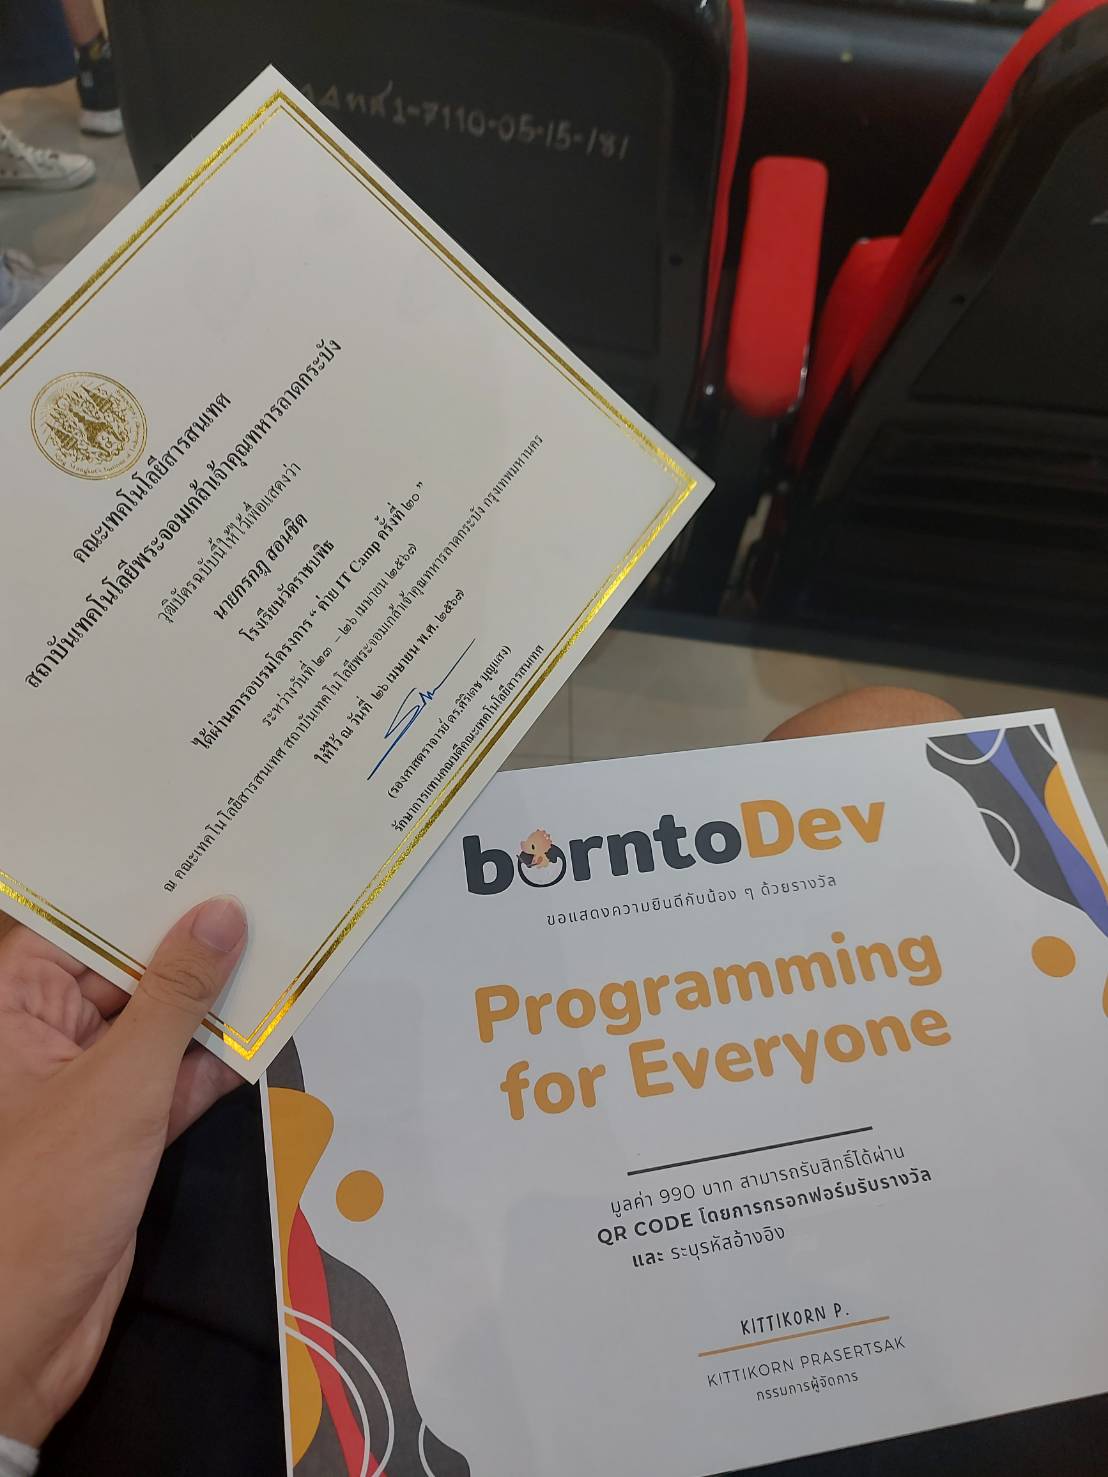 คณะเทคโนโลยีสารสนเทศ
สถาบันเทคโนโลยีพระจอมเกล้าเจ้าคุณทหารลาดกระบัง
วุฒิบัตรฉบับนี้ให้ไว้เพื่อแสดงว่า
นายกรกฎ สอนชิต
โรงเรียนวัดราชบพิธ
ได้ผ่านการอบรมโครงการ “ ค่าย IT Camp ครั้งที่ ๒๐ ”
ระหว่างวันที่ ๒๓ – ๒๖ เมษายน ๒๕๖๗
ณ คณะเทคโนโลยีสารสนเทศ สถาบันเทคโนโลยีพระจอมเกล้าเจ้าคุณทหารลาดกระบัง กรุงเทพมหานคร
ให้ไว้ ณ วันที่ ๒๖ เมษายน พ.ศ. ๒๕๖๗
(รองศาสตราจารย์ ดร.สิริเดช บุญแสง)
รักษาการแทนคณบดีคณะเทคโนโลยีสารสนเทศ
borntoDev
ขอแสดงความยินดีกับน้อง ๆ ด้วยรางวัล
Programming
for Everyone
มูลค่า 990 บาท สามารถรับสิทธิ์ได้ผ่าน
QR CODE โดยการกรอกฟอร์มรับรางวัล
และ ระบุรหัสอ้างอิง
KITTIKORN P.
KITTIKORN PRASERTSAK
กรรมการผู้จัดการ
1-7110-05-15-181